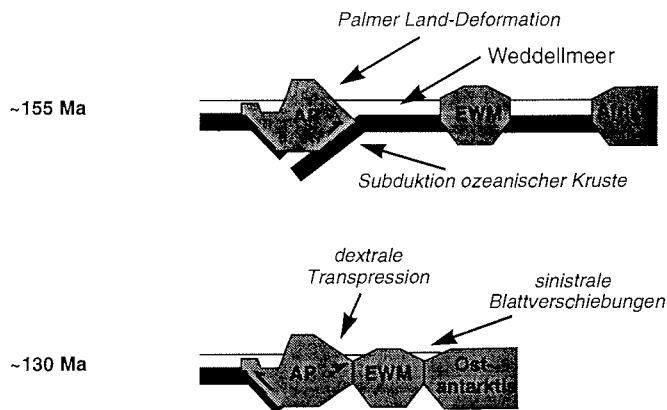 Palmer Land-Deformation
Weddellmeer
~155 Ma
AP
EWM
Subduktion ozeanischer Kruste
dextrale
Transpression
sinistrale
Blattverschiebungen
~130 Ma
AP
EWM
Ost-
antarktis